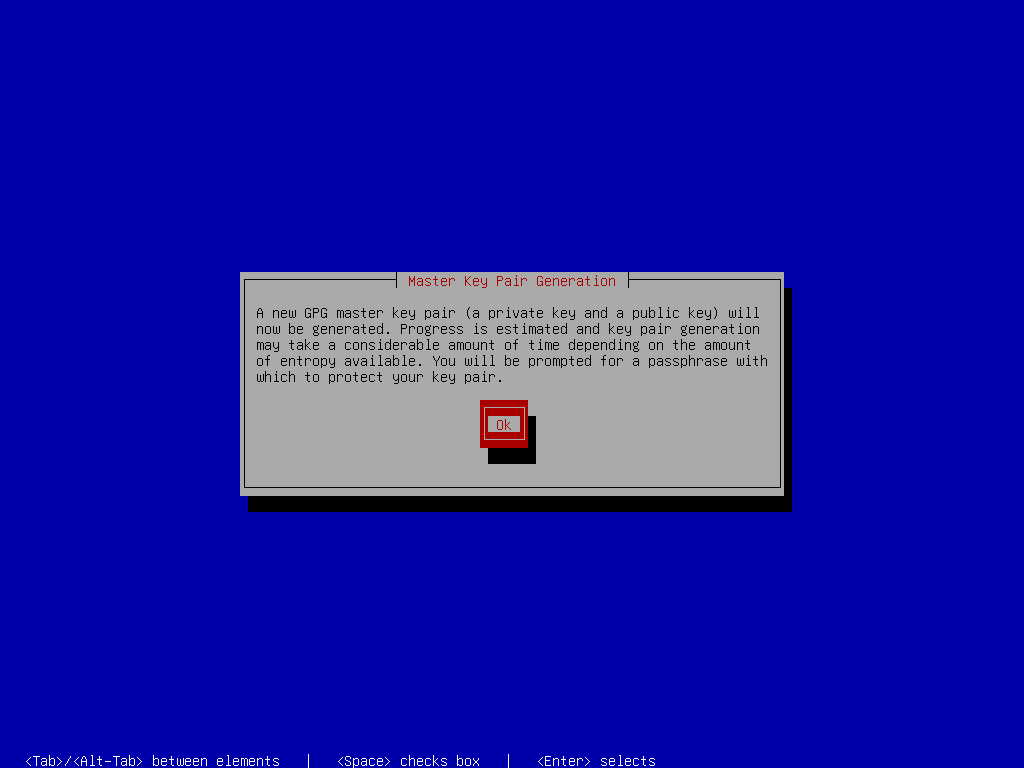 Master Key Pair Generation
A new GPG master key pair (a private key and a public key) will
now be generated. Progress is estimated and key pair generation
may take a considerable amount of time depending on the amount
of entropy available. You will be prompted for a passphrase with
which to protect your key pair.
Ok
<Tab>/<Alt-Tab> between elements | <Space> checks box | <Enter> selects